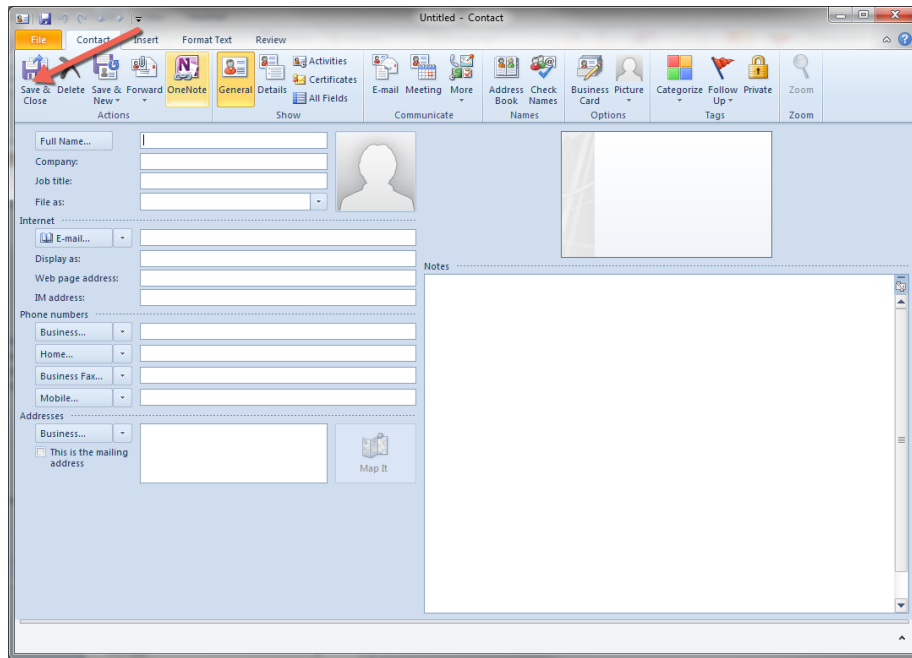 Untitled - Contact
File Contact Insert Format Text Review
Save & Close Delete Save & New Forward OneNote
Actions
General Details Activities Certificates All Fields
Show
E-mail Meeting More
Communicate
Address Book Check Names
Names
Business Card Picture
Options
Categorize Follow Up Private
Tags
Zoom
Zoom
Full Name...
Company:
Job title:
File as:
Internet
E-mail...
Display as:
Web page address:
IM address:
Phone numbers
Business...
Home...
Business Fax...
Mobile...
Addresses
Business...
This is the mailing
address
Map It
Notes